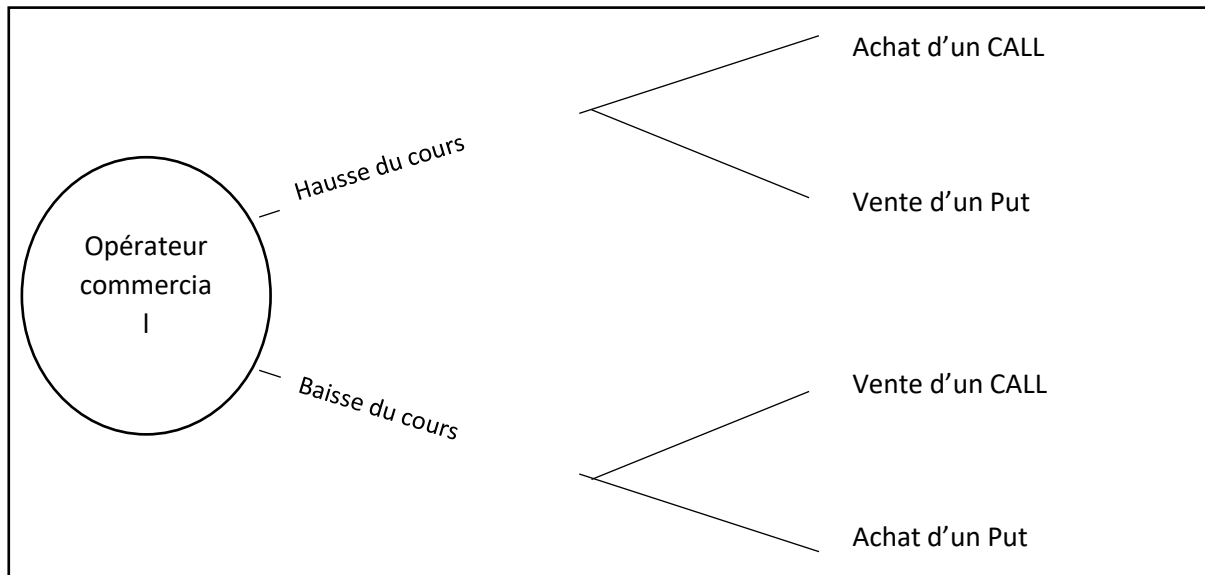 Achat d’un CALL
Hausse du cours
Vente d’un Put
Opérateur
commercia
l
Baisse du cours
Vente d’un CALL
Achat d’un Put